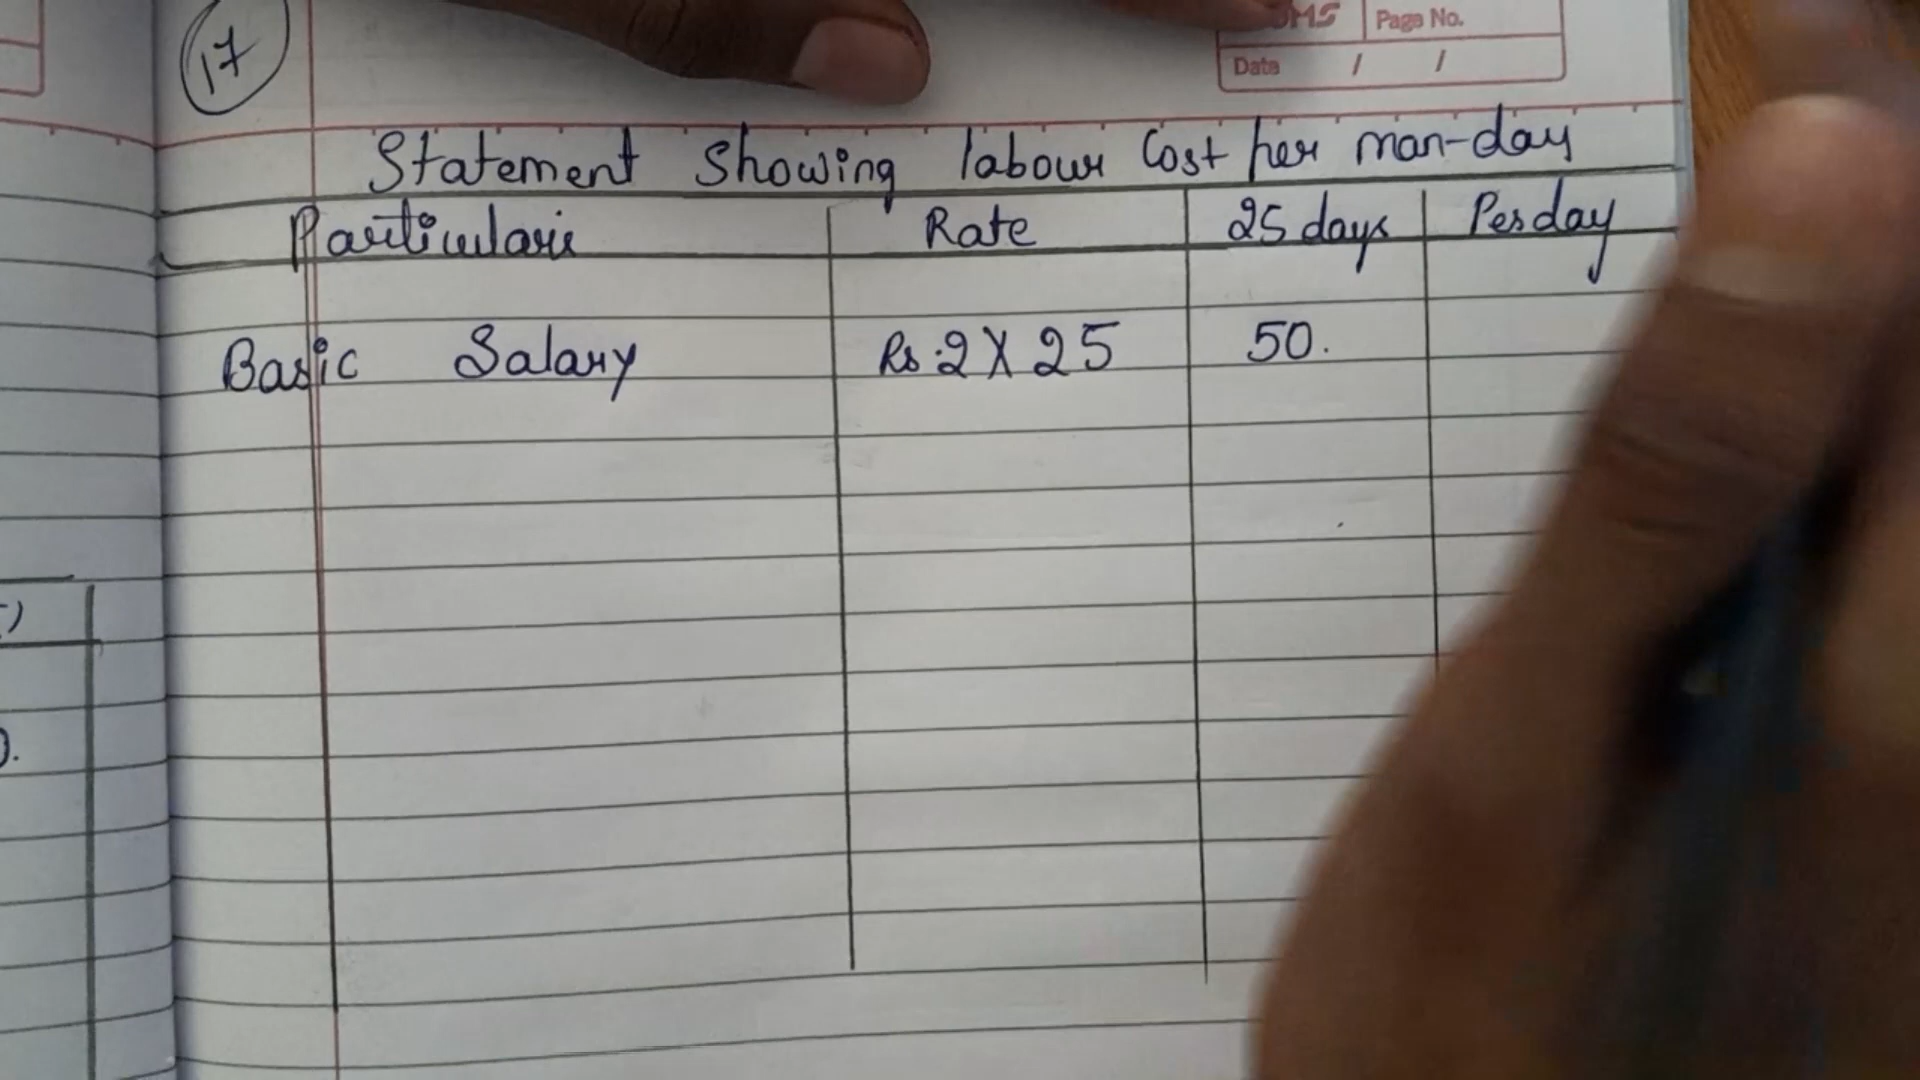 17
Page No.
Date / /
Statement Showing labour Cost per man-day
Particulars Rate 25 days Per day
Basic Salary Rs. 2 X 25 50.